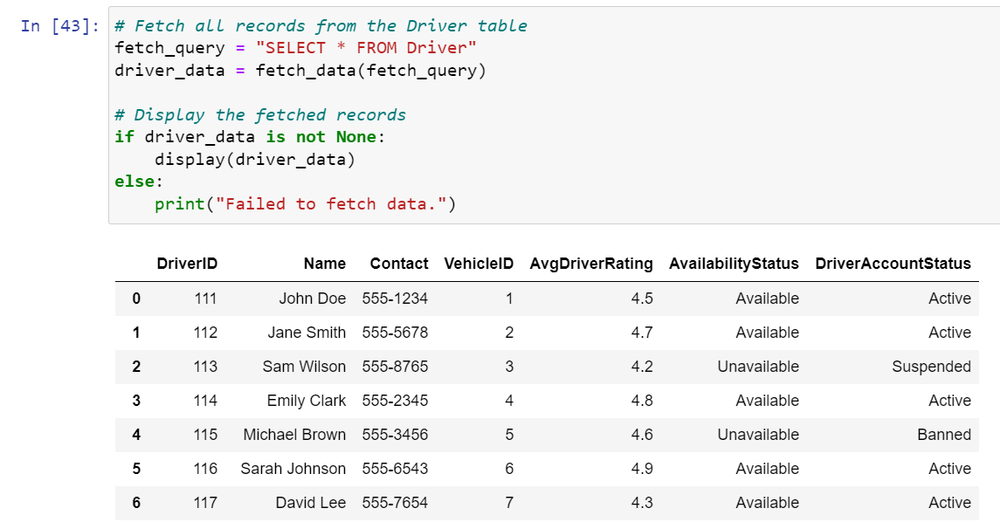 In [43]: # Fetch all records from the Driver table
fetch_query = "SELECT * FROM Driver"
driver_data = fetch_data(fetch_query)
# Display the fetched records
if driver_data is not None:
    display(driver_data)
else:
    print("Failed to fetch data.")
DriverID Name Contact VehicleID AvgDriverRating AvailabilityStatus DriverAccountStatus
0 111 John Doe 555-1234 1 4.5 Available Active
1 112 Jane Smith 555-5678 2 4.7 Available Active
2 113 Sam Wilson 555-8765 3 4.2 Unavailable Suspended
3 114 Emily Clark 555-2345 4 4.8 Available Active
4 115 Michael Brown 555-3456 5 4.6 Unavailable Banned
5 116 Sarah Johnson 555-6543 6 4.9 Available Active
6 117 David Lee 555-7654 7 4.3 Available Active